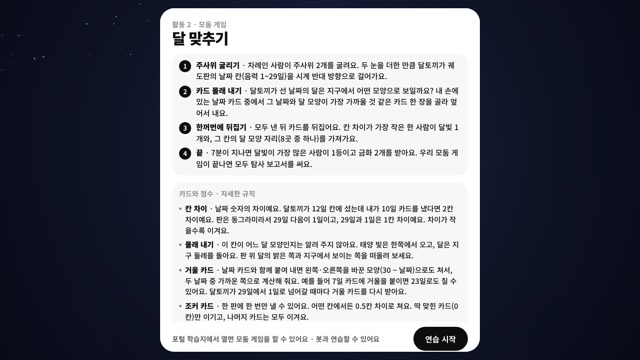 활동 2 · 모둠 게임
달 맞추기
1 주사위 굴리기 · 차례인 사람이 주사위 2개를 굴려요. 두 눈을 더한 만큼 달토끼가 궤
도판의 날짜 칸(음력 1~29일)을 시계 반대 방향으로 걸어가요.
2 카드 몰래 내기 · 달토끼가 선 날짜의 달은 지구에서 어떤 모양으로 보일까요? 내 손에
있는 날짜 카드 중에서 그 날짜와 달 모양이 가장 가까울 것 같은 카드 한 장을 골라 엎
어서 내요.
3 한꺼번에 뒤집기 · 모두 낸 뒤 카드를 뒤집어요. 칸 차이가 가장 작은 한 사람이 달빛 1
개와, 그 칸의 달 모양 자리(8곳 중 하나)를 가져가요.
4 끝 · 7분이 지나면 달빛이 가장 많은 사람이 1등이고 금화 2개를 받아요. 우리 모둠 게
임이 끝나면 모두 탐사 보고서를 써요.
카드와 점수 · 자세한 규칙
칸 차이 · 날짜 숫자의 차이예요. 달토끼가 12일 칸에 섰는데 내가 10일 카드를 냈다면 2칸
차이예요. 판은 동그라미라서 29일 다음이 1일이고, 29일과 1일은 1칸 차이예요. 차이가 작
을수록 이겨요.
몰래 내기 · 이 칸이 어느 달 모양인지는 알려 주지 않아요. 태양 빛은 한쪽에서 오고, 달은 지
구 둘레를 돌아요. 판 위 달의 밝은 쪽과 지구에서 보이는 쪽을 떠올려 보세요.
거울 카드 · 날짜 카드와 함께 붙여 내면 왼쪽·오른쪽을 바꾼 모양(30 − 날짜)으로도 쳐서,
두 날짜 중 가까운 쪽으로 계산해 줘요. 예를 들어 7일 카드에 거울을 붙이면 23일로도 칠 수
있어요. 달토끼가 29일에서 1일로 넘어갈 때마다 거울 카드를 다시 받아요.
조커 카드 · 한 판에 한 번만 낼 수 있어요. 어떤 칸에서든 0.5칸 차이로 쳐요. 딱 맞힌 카드(0
칸)만 이기고, 나머지 카드는 모두 이겨요.
포털 학습지에서 열면 모둠 게임을 할 수 있어요 · 봇과 연습할 수 있어요
연습 시작